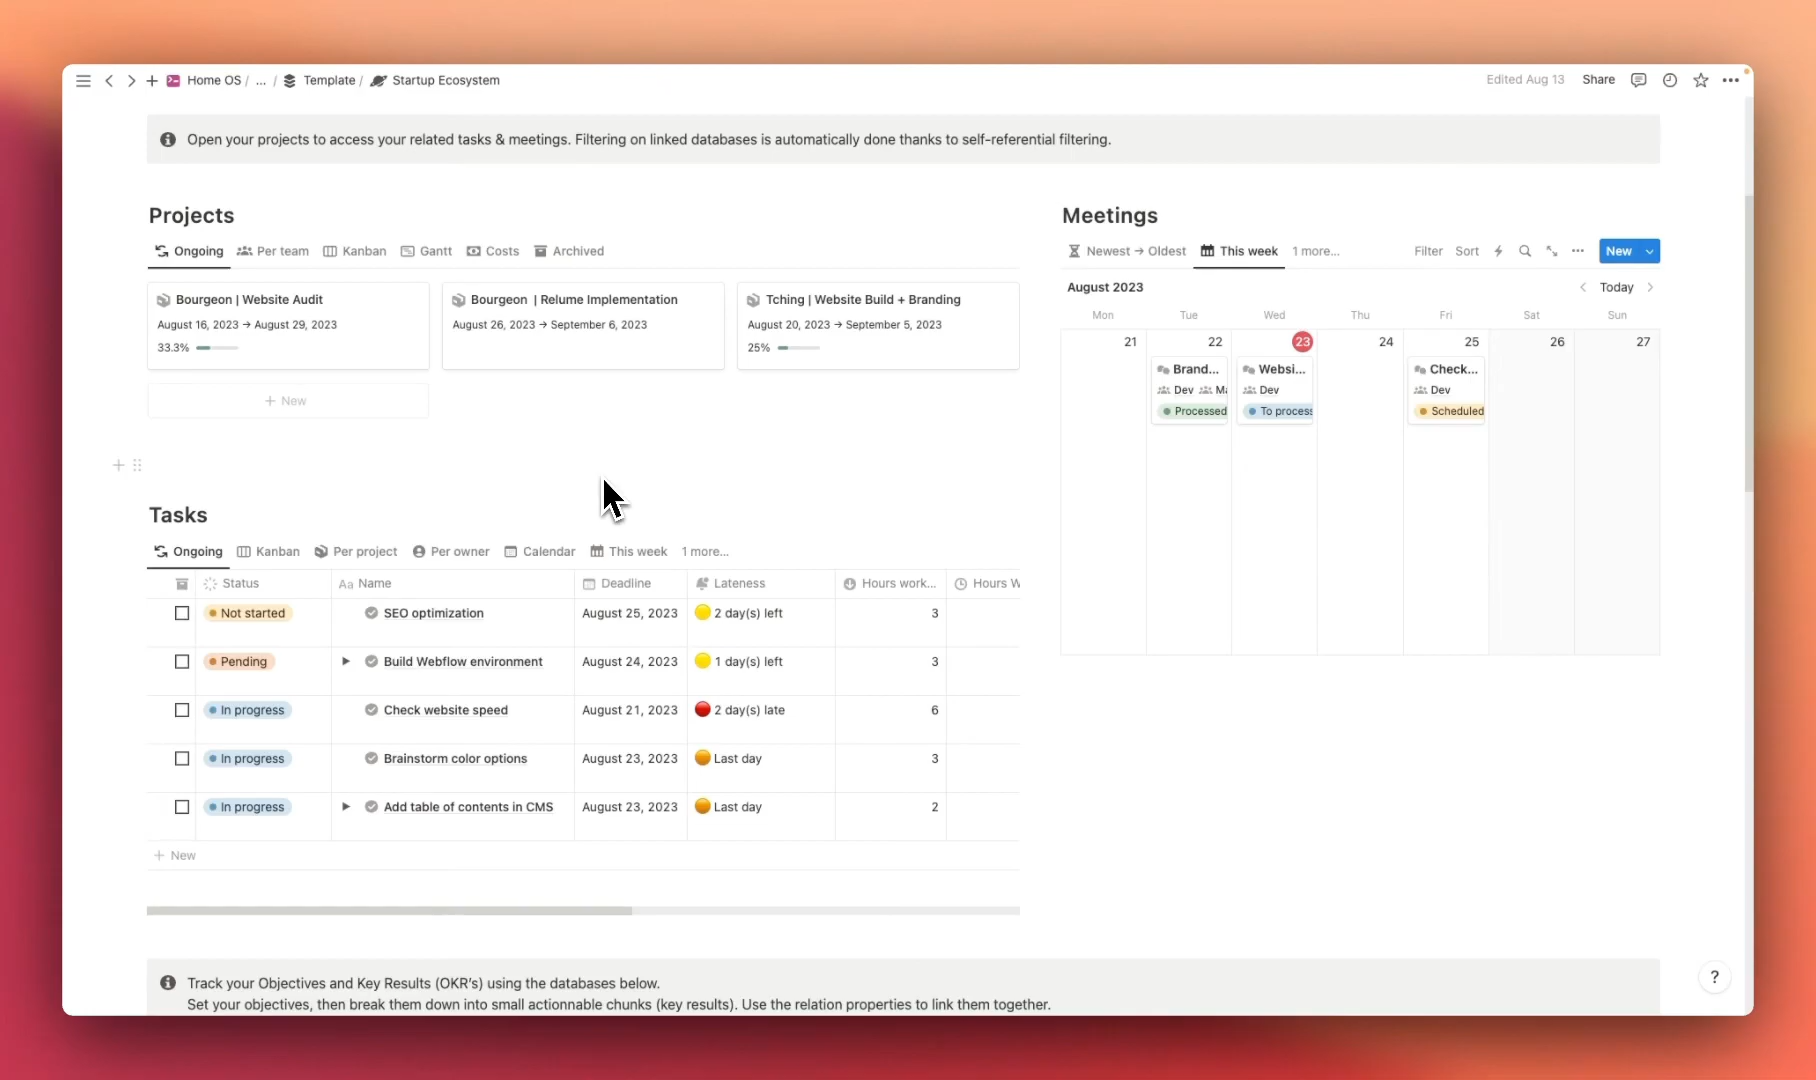 Home OS / ... / Template / Startup Ecosystem
Edited Aug 13 Share
Open your projects to access your related tasks & meetings. Filtering on linked databases is automatically done thanks to self-referential filtering.
Projects
Ongoing Per team Kanban Gantt Costs Archived
Bourgeon | Website Audit
August 16, 2023 → August 29, 2023
33.3%
Bourgeon | Relume Implementation
August 26, 2023 → September 6, 2023
Tching | Website Build + Branding
August 20, 2023 → September 5, 2023
25%
+ New
Meetings
Newest → Oldest This week 1 more...
Filter Sort New
August 2023
Today
Mon Tue Wed Thu Fri Sat Sun
21 22 23 24 25 26 27
Brand...
Dev Ma
Processed
Websi...
Dev
To process
Check...
Dev
Scheduled
Tasks
Ongoing Kanban Per project Per owner Calendar This week 1 more...
Status Aa Name Deadline Lateness Hours work... Hours W
Not started SEO optimization August 25, 2023 2 day(s) left 3
Pending Build Webflow environment August 24, 2023 1 day(s) left 3
In progress Check website speed August 21, 2023 2 day(s) late 6
In progress Brainstorm color options August 23, 2023 Last day 3
In progress Add table of contents in CMS August 23, 2023 Last day 2
+ New
Track your Objectives and Key Results (OKR's) using the databases below.
Set your objectives, then break them down into small actionnable chunks (key results). Use the relation properties to link them together.
?